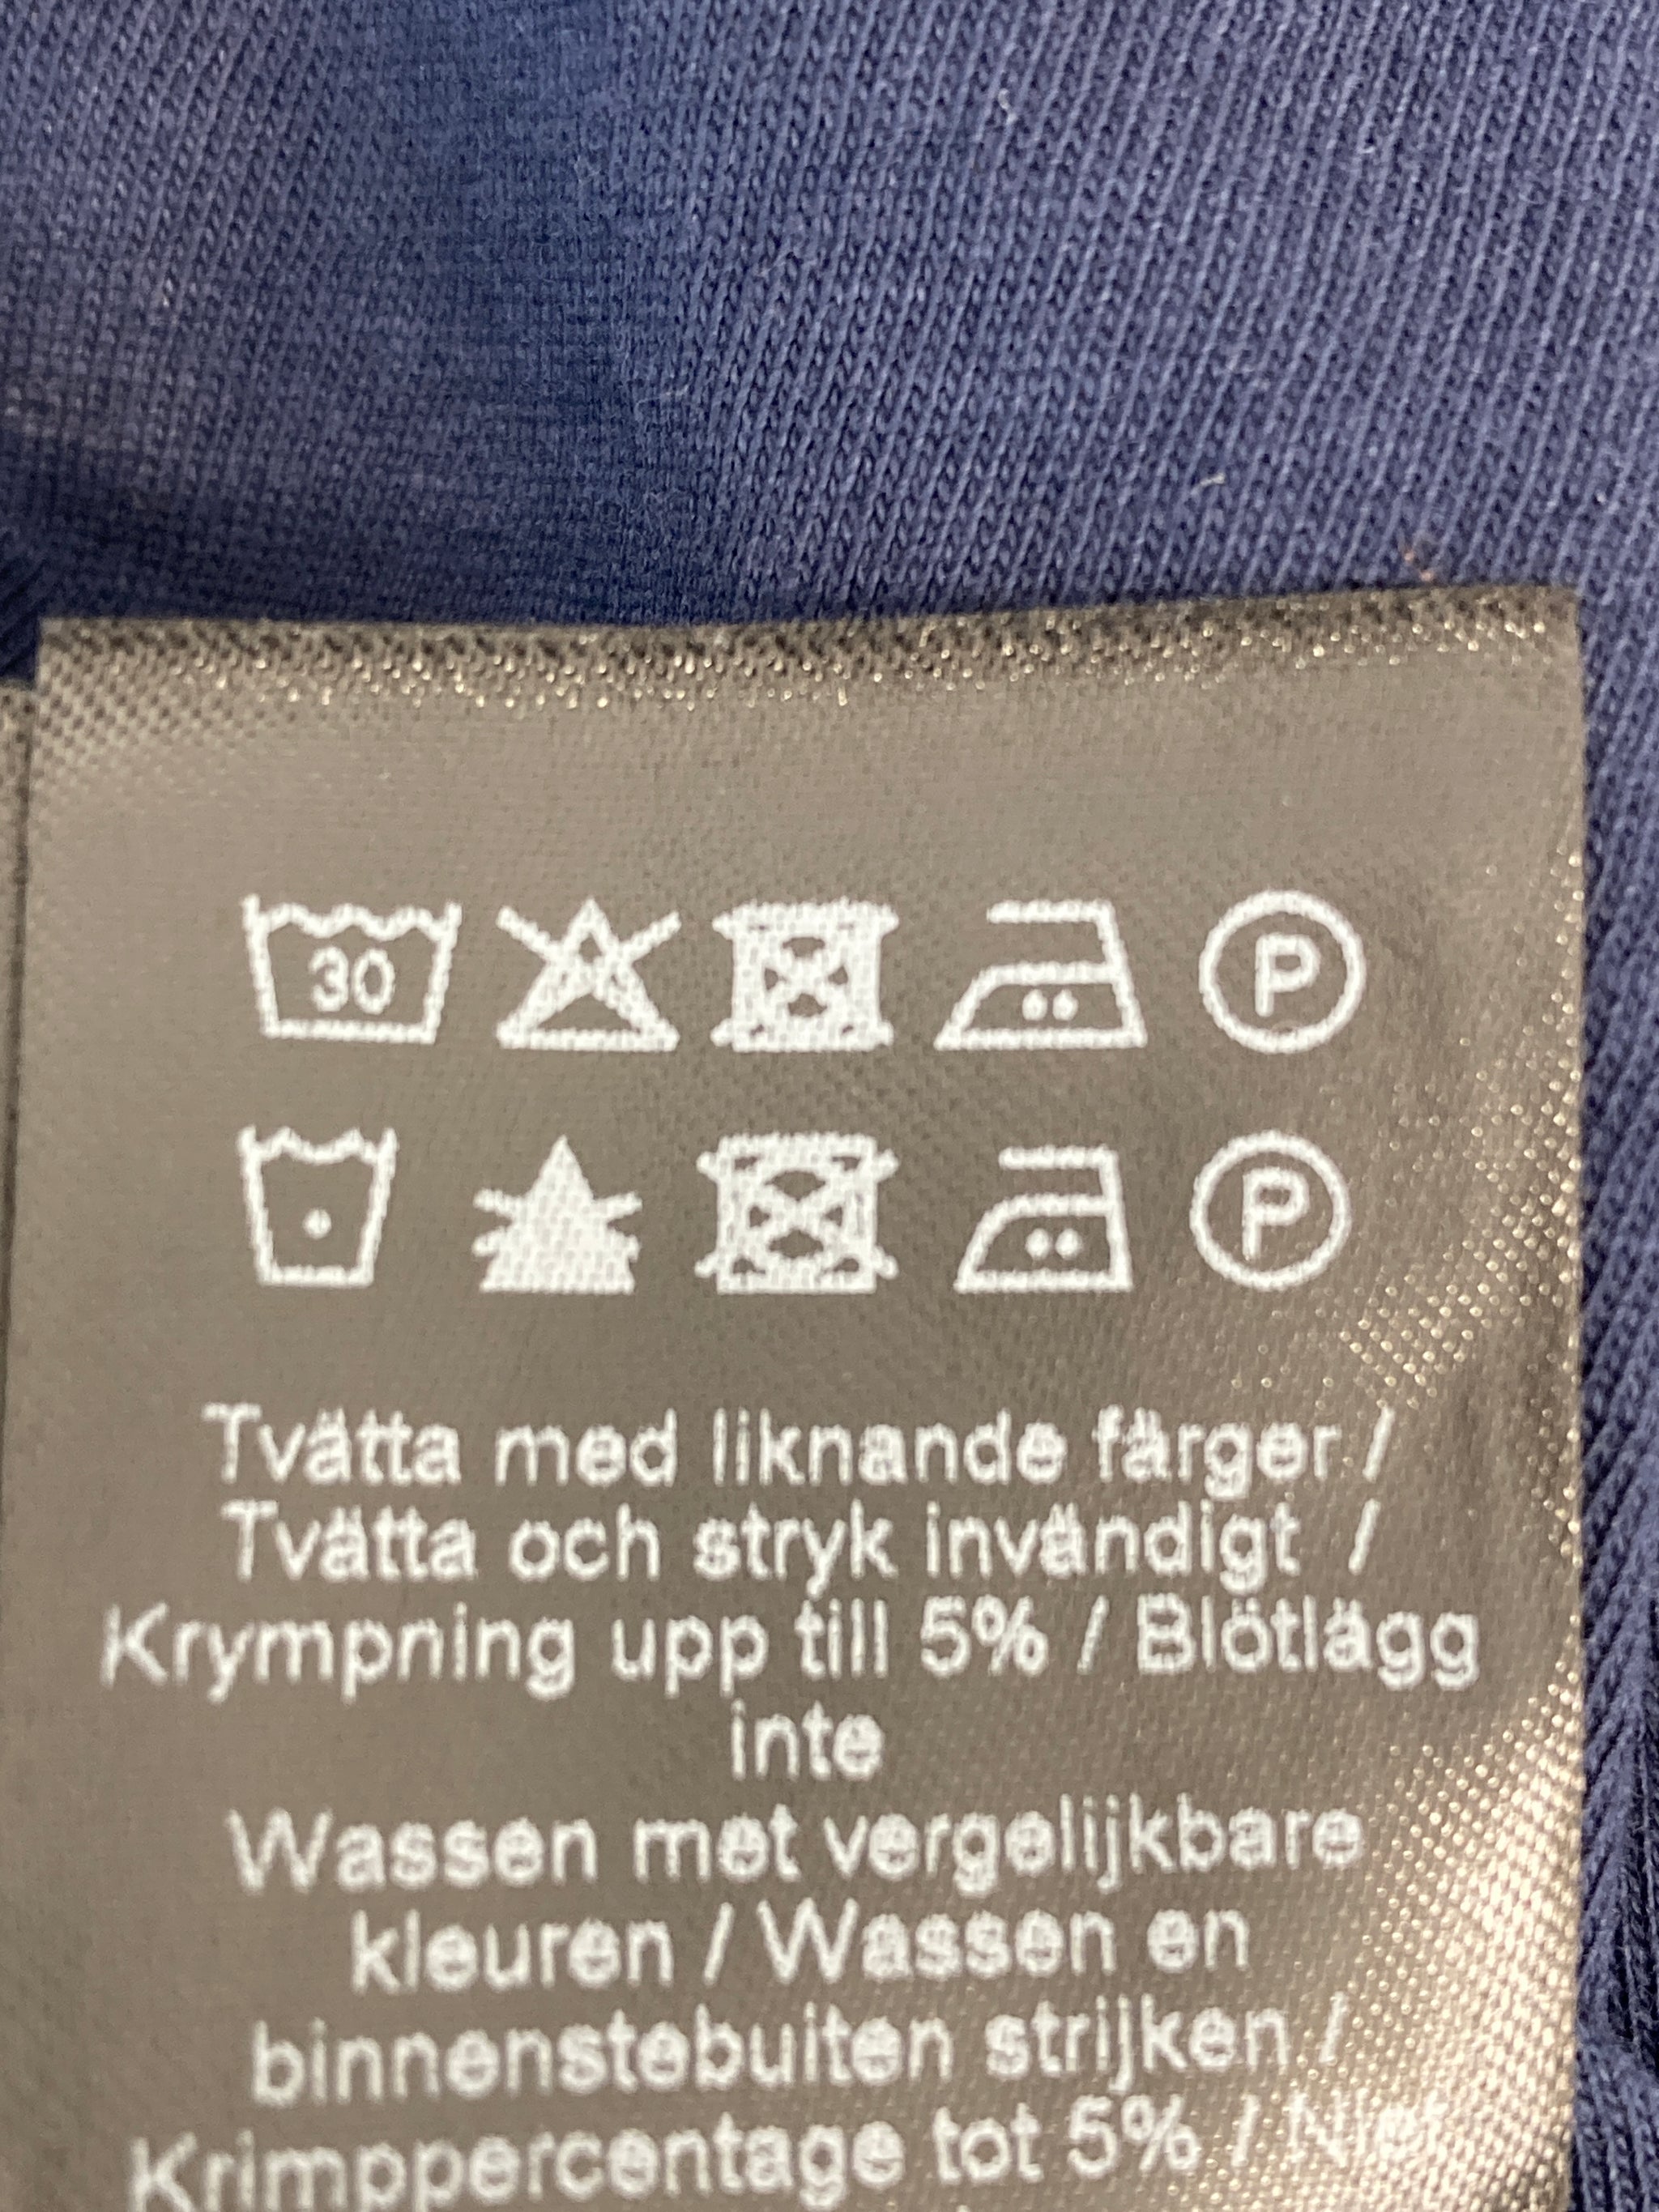 30 P
P
Tvätta med liknande färger /
Tvätta och stryk invändigt /
Krympning upp till 5% / Blötlägg
inte
Wassen met vergelijkbare
kleuren / Wassen en
binnenstebuiten strijken /
Krimppercentage tot 5% /